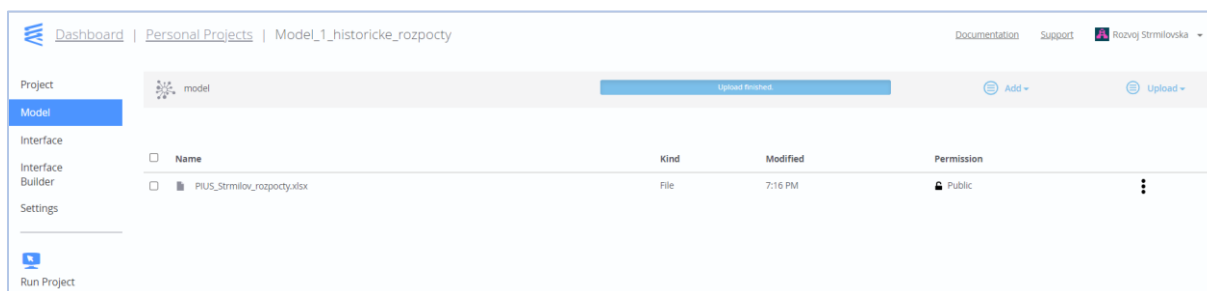 Dashboard | Personal Projects | Model_1_historicke_rozpocty
Documentation Support Rozvoj Strmilovska
Project
Model
Interface
Interface
Builder
Settings
Run Project
model Upload finished. Add Upload
Name Kind Modified Permission
PIUS_Strmilov_rozpocty.xlsx File 7:16 PM Public